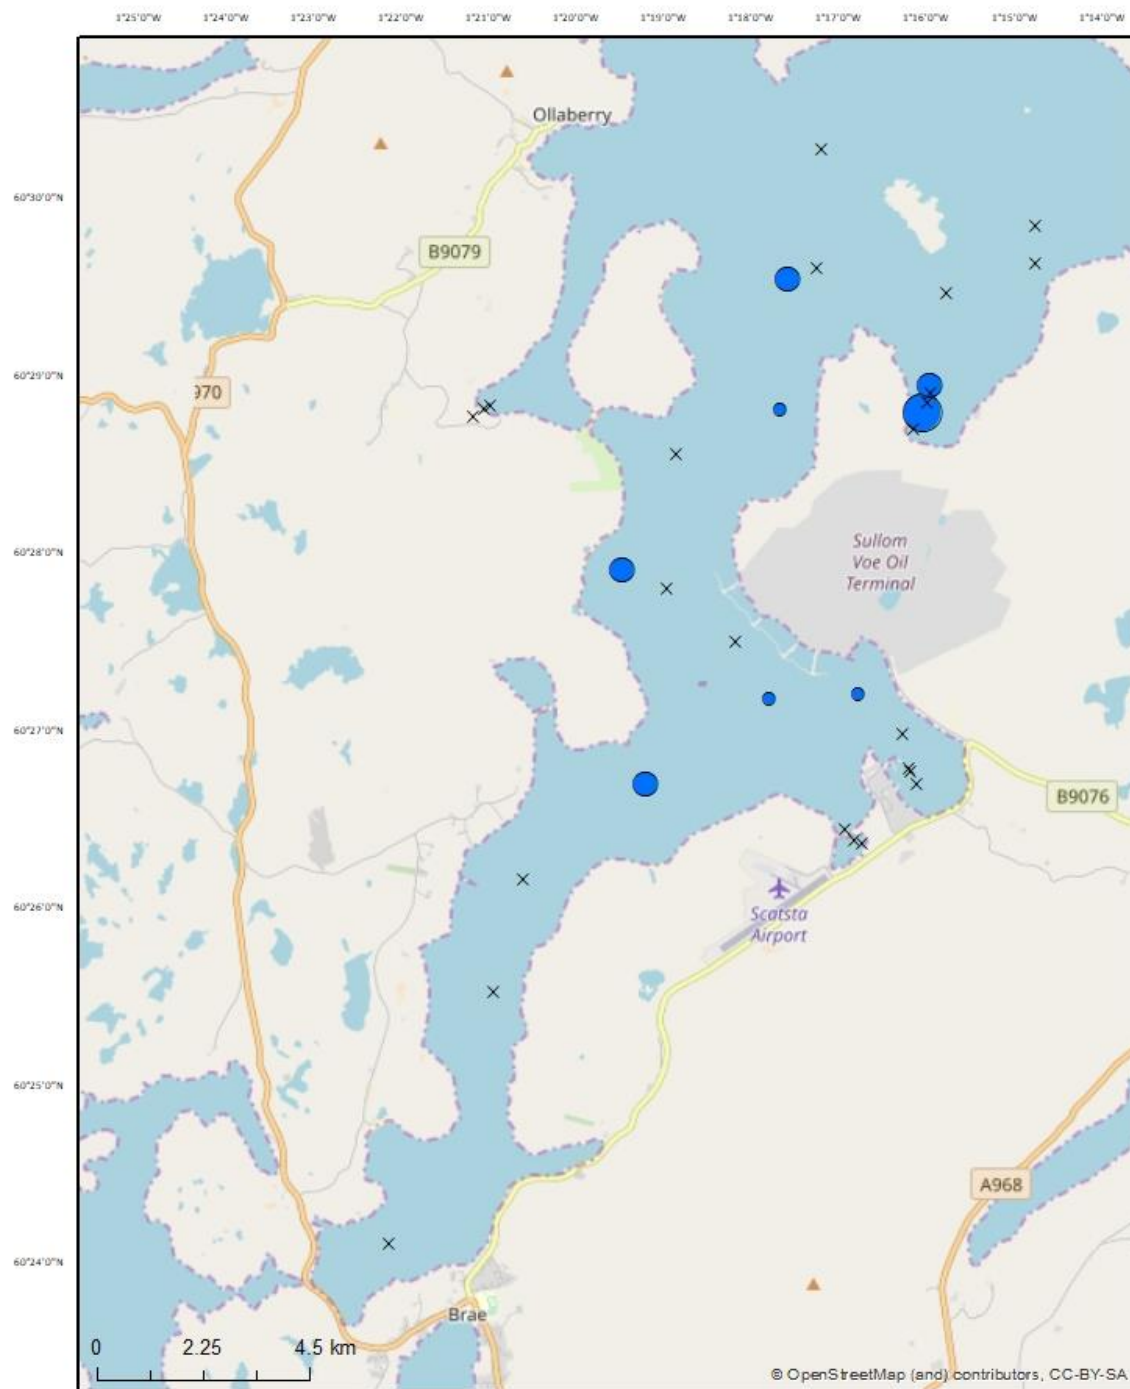 1°25'0"W 1°24'0"W 1°23'0"W 1°22'0"W 1°21'0"W 1°20'0"W 1°19'0"W 1°18'0"W 1°17'0"W 1°16'0"W 1°15'0"W 1°14'0"W
Ollaberry
60°30'0"N
B9079
60°29'0"N
970
60°28'0"N
Sullom
Voe Oil
Terminal
60°27'0"N
B9076
60°26'0"N
Scatsta
Airport
60°25'0"N
A968
60°24'0"N
Brae
0 2.25 4.5 km
© OpenStreetMap (and) contributors, CC-BY-SA